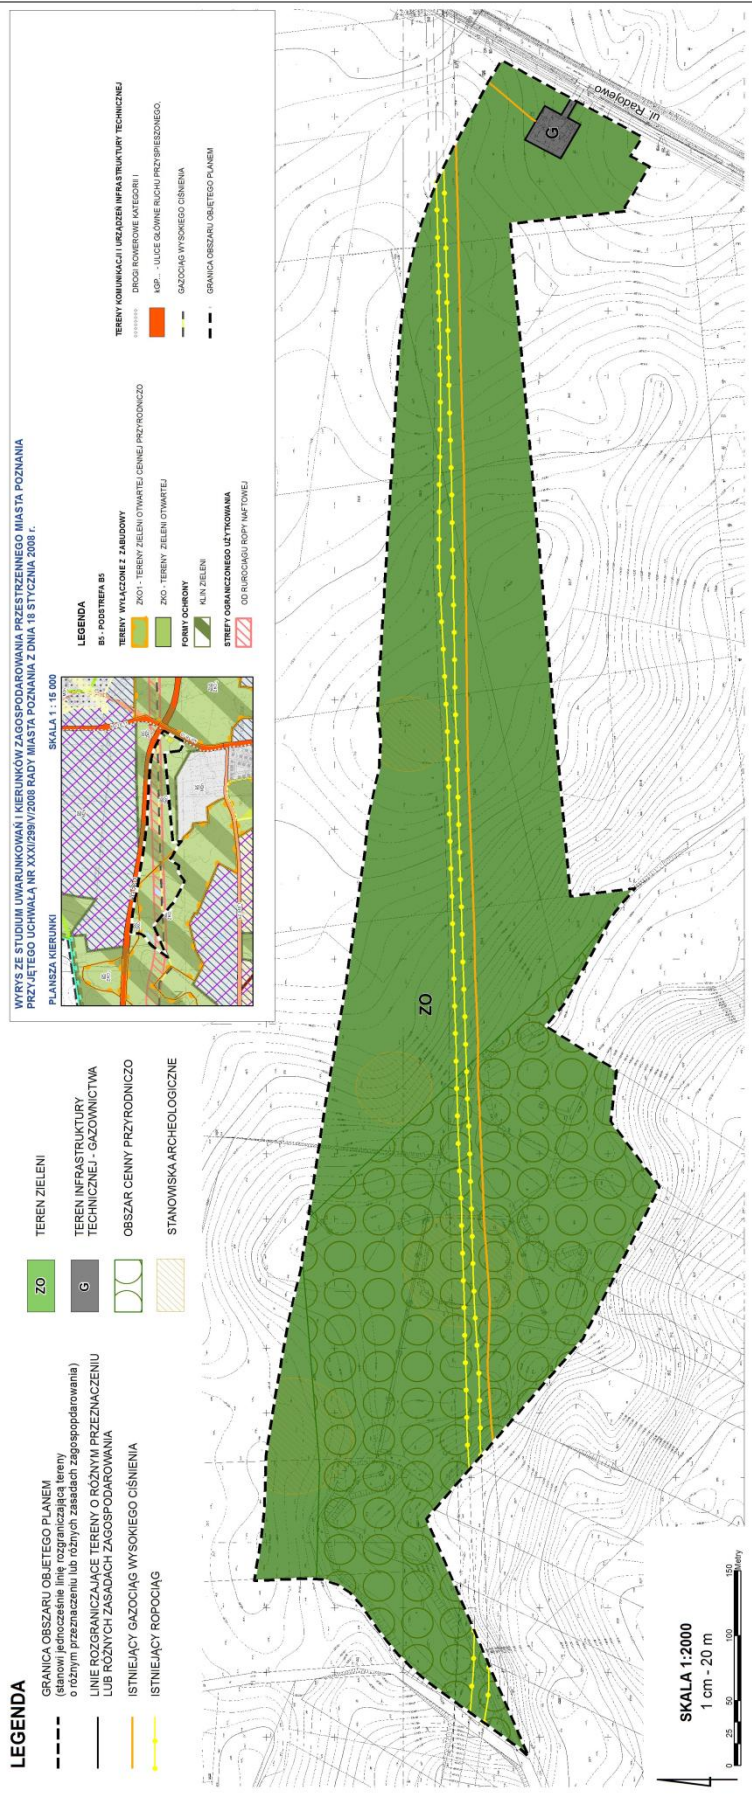 WYRYS ZE STUDIUM UWARUNKOWAŃ I KIERUNKÓW ZAGOSPODAROWANIA PRZESTRZENNEGO MIASTA POZNANIA
PRZYJĘTEGO UCHWAŁĄ NR XXXI/299/V/2008 RADY MIASTA POZNANIA Z DNIA 18 STYCZNIA 2008 r.
PLANSZA KIERUNKI
SKALA 1 : 15 000
LEGENDA
B5 - PODSTREFA B5
TERENY WYŁĄCZONE Z ZABUDOWY
ZKO1 - TERENY ZIELENI OTWARTEJ CENNEJ PRZYRODNICZO
ZKO - TERENY ZIELENI OTWARTEJ
FORMY OCHRONY
KLIN ZIELENI
STREFY OGRANICZONEGO UŻYTKOWANIA
OD RUROCIĄGU ROPY NAFTOWEJ
TERENY KOMUNIKACJI I URZĄDZEŃ INFRASTRUKTURY TECHNICZNEJ
DROGI ROWEROWE KATEGORII I
kGP... - ULICE GŁÓWNE RUCHU PRZYSPIESZONEGO,
GAZOCIĄG WYSOKIEGO CIŚNIENIA
GRANICA OBSZARU OBJĘTEGO PLANEM
LEGENDA
GRANICA OBSZARU OBJĘTEGO PLANEM
(stanowi jednocześnie linię rozgraniczającą tereny
o różnym przeznaczeniu lub różnych zasadach zagospodarowania)
LINIE ROZGRANICZAJĄCE TERENY O RÓŻNYM PRZEZNACZENIU
LUB RÓŻNYCH ZASADACH ZAGOSPODAROWANIA
ISTNIEJĄCY GAZOCIĄG WYSOKIEGO CIŚNIENIA
ISTNIEJĄCY ROPOCIĄG
ZO
TEREN ZIELENI
G
TEREN INFRASTRUKTURY
TECHNICZNEJ - GAZOWNICTWA
OBSZAR CENNY PRZYRODNICZO
STANOWISKA ARCHEOLOGICZNE
ZO
G
ul. Radojewo
SKALA 1:2000
1 cm - 20 m
0 25 50 100 150
Metry